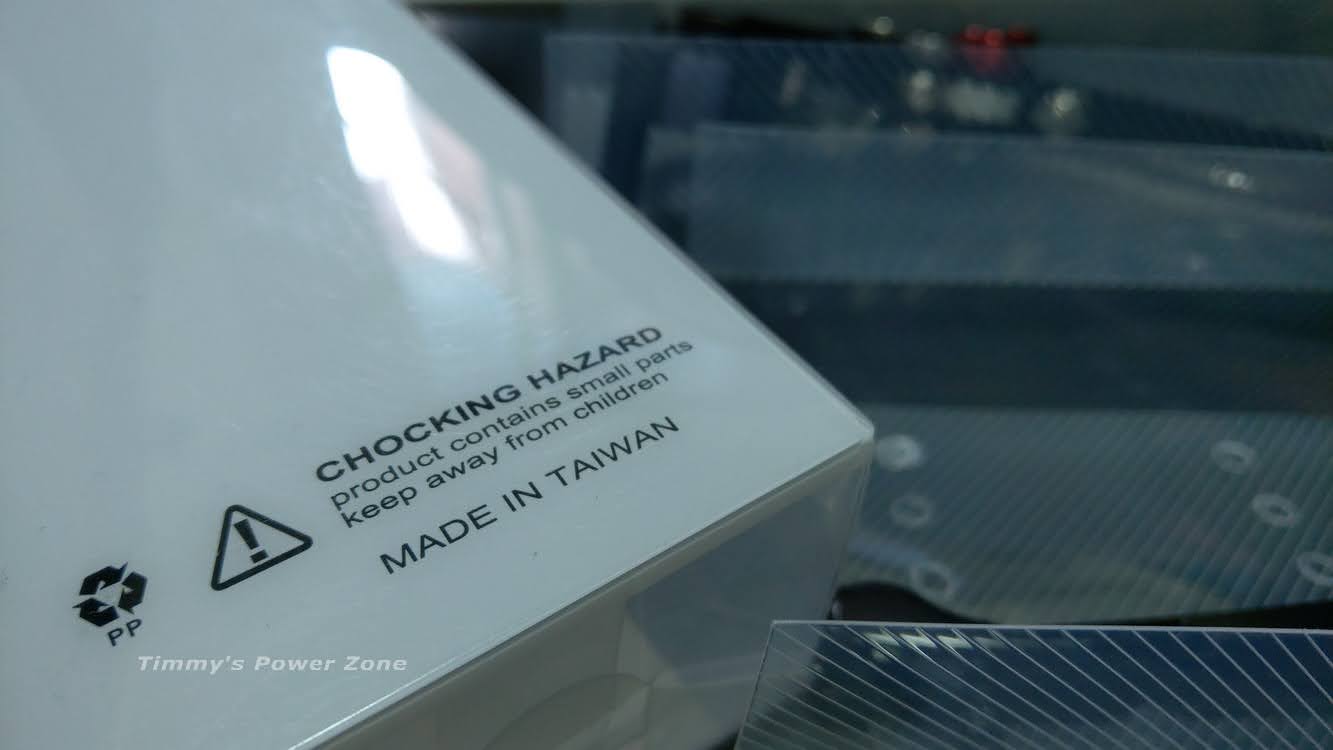 CHOCKING HAZARD
product contains small parts
keep away from children
MADE IN TAIWAN
PP
Timmy's Power Zone